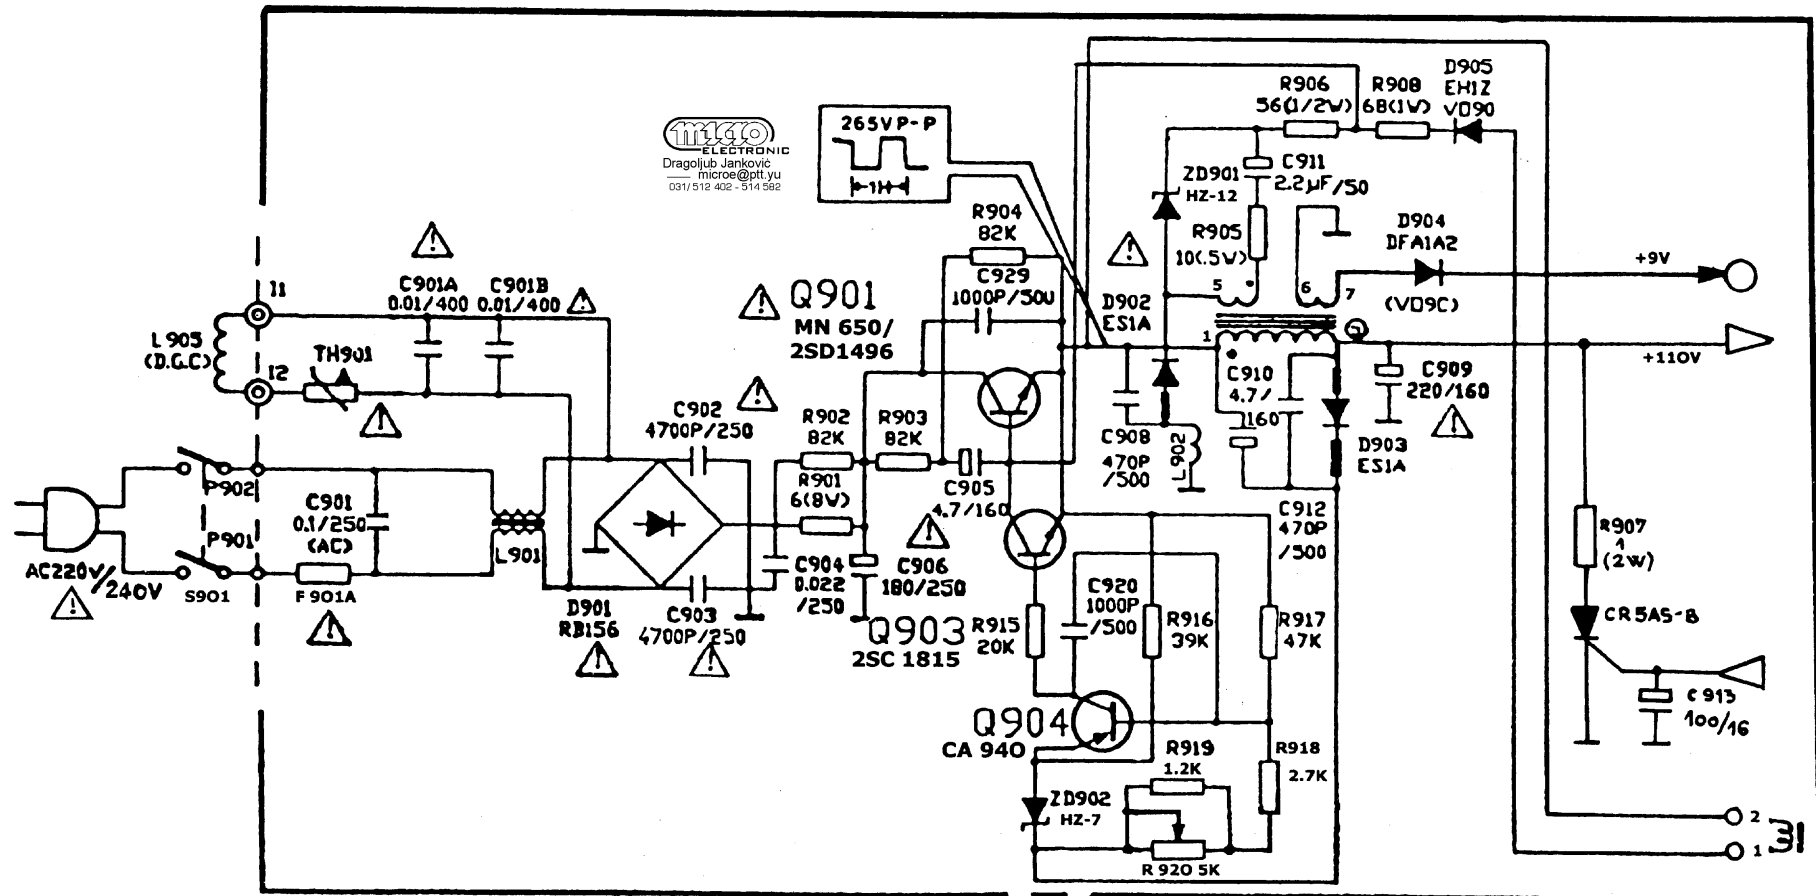 micro
ELECTRONIC
Dragoljub Janković
microe@ptt.yu
031/ 512 402 - 514 582
265V P-P
1H
R906
56(1/2W)
R908
68(1W)
D905
EH1Z
V090
C911
2.2µF/50
ZD901
HZ-12
R905
10(.5W)
D904
DFA1A2
(V09C)
+9V
5
6
7
1
+110V
R904
82K
C929
1000P/50U
D902
ES1A
Q901
MN 650/
2SD1496
I1
I2
L905
(D.G.C)
TH901
C901A
0.01/400
C901B
0.01/400
C902
4700P/250
R902
82K
R903
82K
R901
6(8W)
C905
4.7/160
C908
470P
/500
L902
C910
4.7/
160
C909
220/160
D903
ES1A
C912
470P
/500
P902
P901
C901
0.1/250
(AC)
L901
AC220V/240V
S901
F901A
D901
RB156
C903
4700P/250
C904
0.022
/250
C906
180/250
Q903
2SC 1815
R915
20K
C920
1000P
/500
R916
39K
R917
47K
R907
1
(2W)
CR5AS-8
C913
100/16
Q904
CA 940
R919
1.2K
R918
2.7K
ZD902
HZ-7
R 920 5K
2
1
31